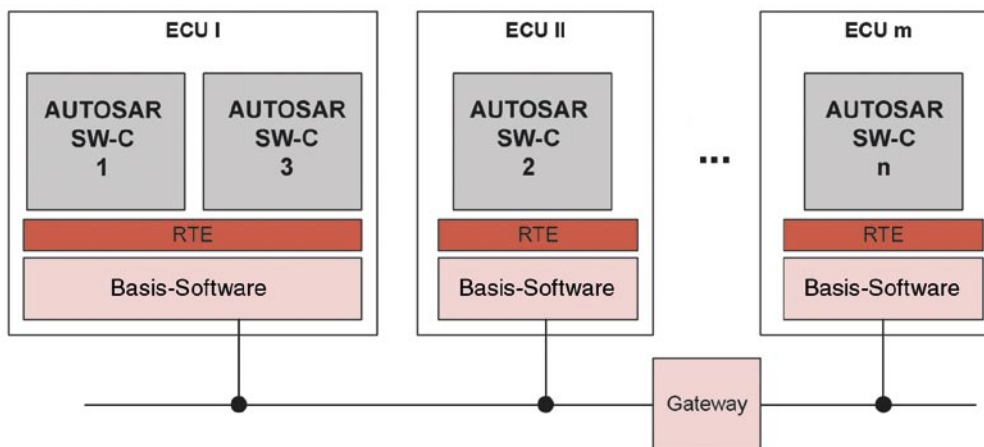 ECU I
AUTOSAR
SW-C
1
AUTOSAR
SW-C
3
RTE
Basis-Software
ECU II
AUTOSAR
SW-C
2
RTE
Basis-Software
...
ECU m
AUTOSAR
SW-C
n
RTE
Basis-Software
Gateway